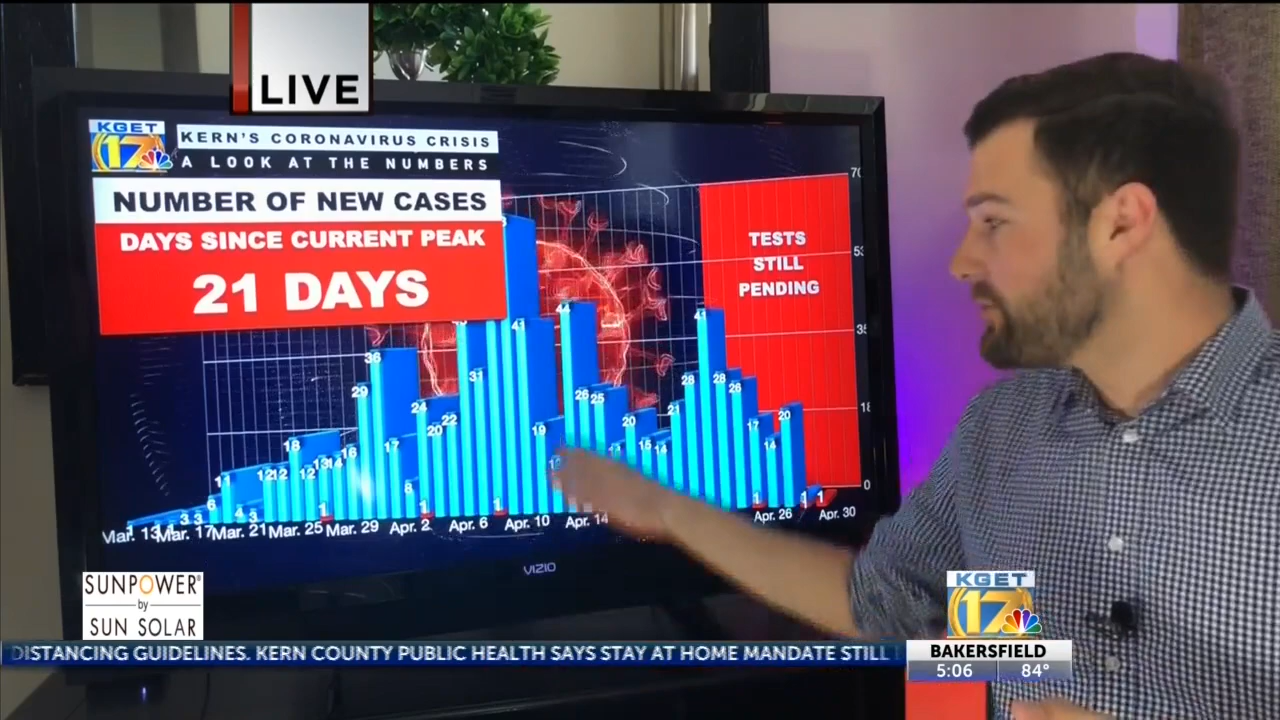 LIVE
KGET
17
KERN'S CORONAVIRUS CRISIS
A LOOK AT THE NUMBERS
NUMBER OF NEW CASES
DAYS SINCE CURRENT PEAK
21 DAYS
TESTS
STILL
PENDING
70
53
35
18
0
44
41
41
36
29
31
28
28
26
26
25
24
22
20
20
20
21
19
18
17
17
16
15
14
14
14
13
12
12
12
11
8
6
4
3
3
3
1
1
1
1
1
1
Mar. 13
Mar. 17
Mar. 21
Mar. 25
Mar. 29
Apr. 2
Apr. 6
Apr. 10
Apr. 14
Apr. 26
Apr. 30
VIZIO
SUNPOWER®
by
SUN SOLAR
DISTANCING GUIDELINES. KERN COUNTY PUBLIC HEALTH SAYS STAY AT HOME MANDATE STILL
KGET
17
BAKERSFIELD
5:06 84°